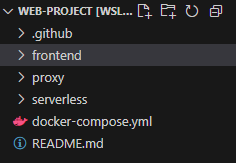 WEB-PROJECT [WSL...
.github
frontend
proxy
serverless
docker-compose.yml
README.md